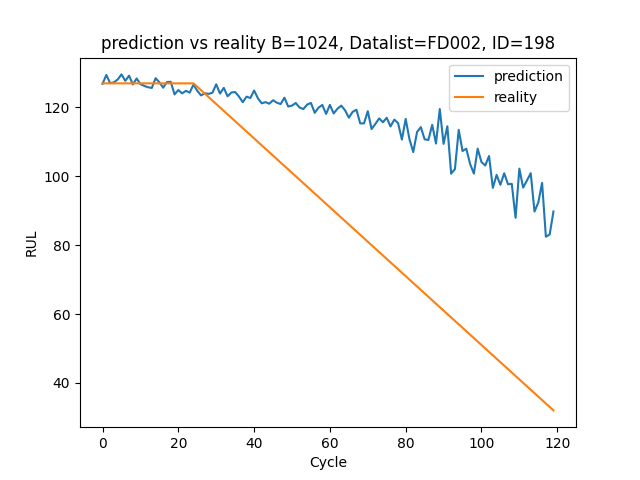 prediction vs reality B=1024, Datalist=FD002, ID=198
prediction
reality
120
100
80
60
40
RUL
0 20 40 60 80 100 120
Cycle